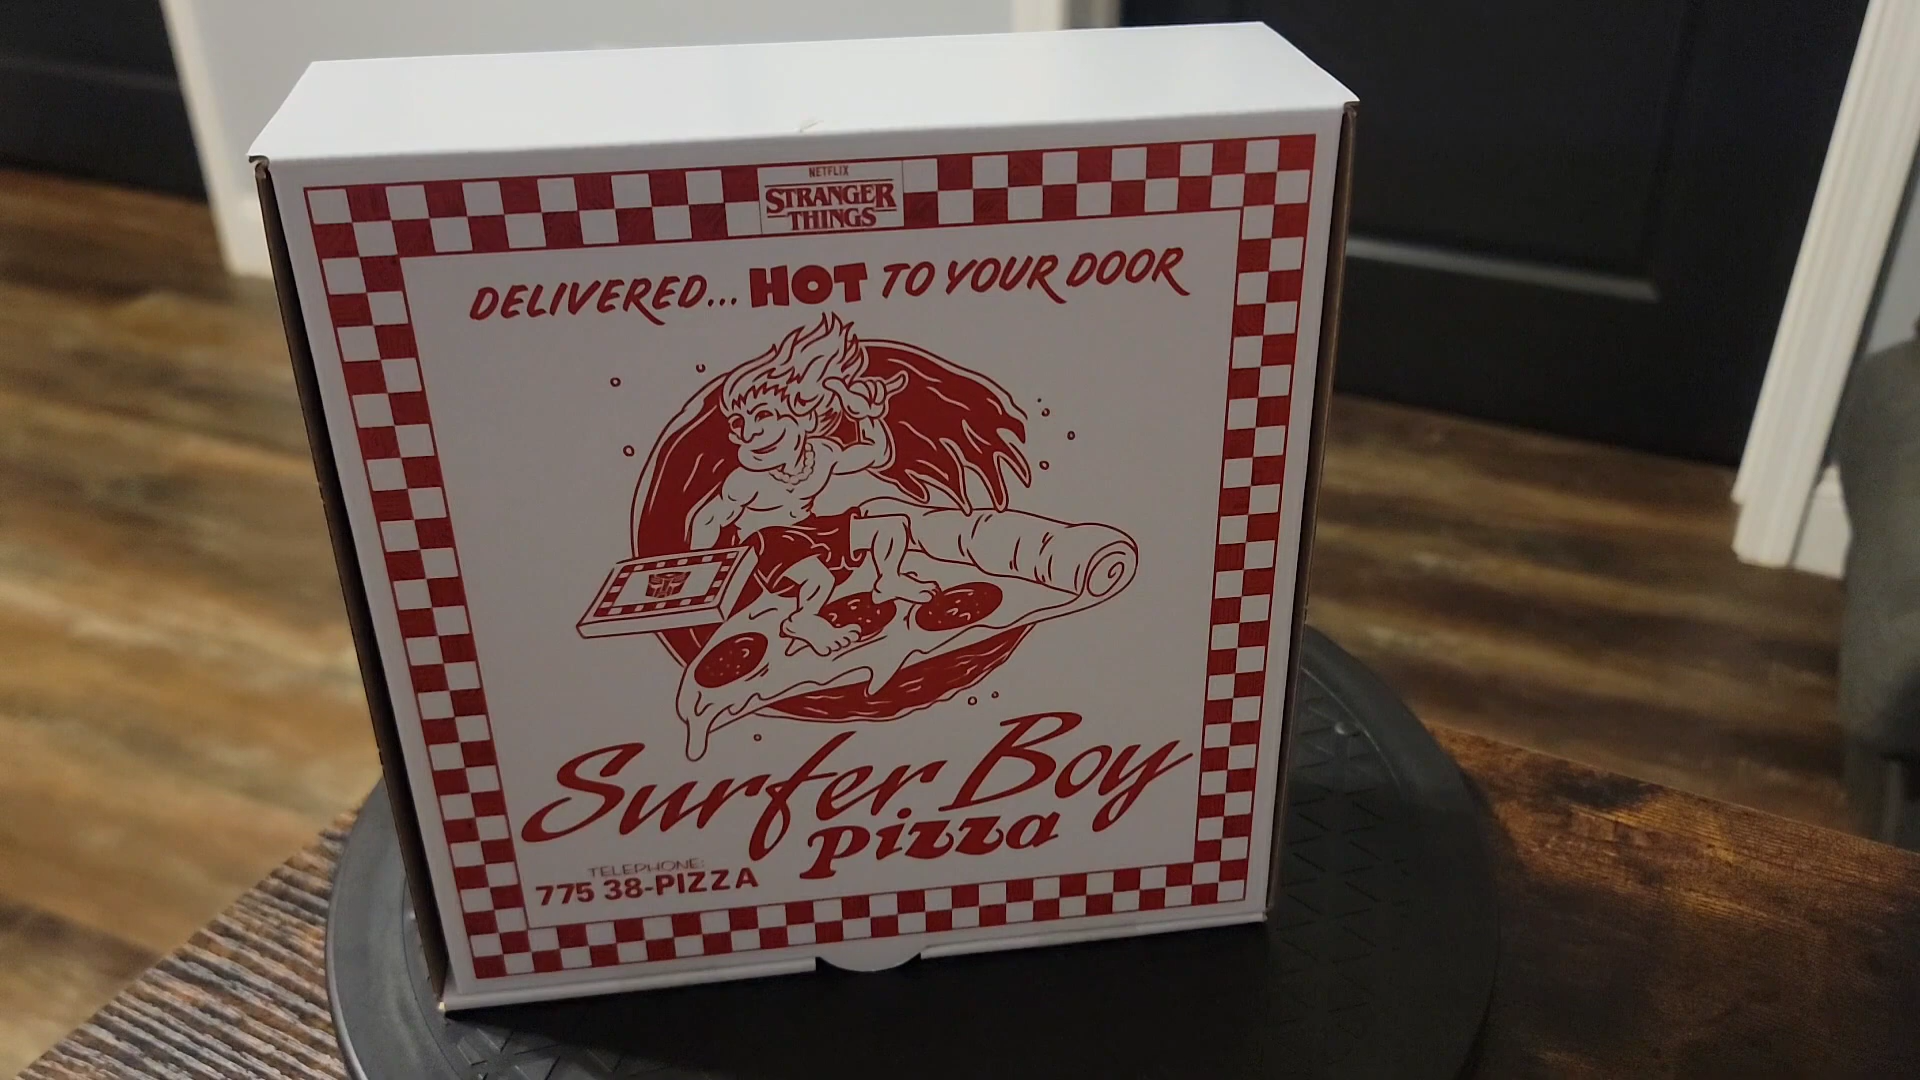 NETFLIX
STRANGER
THINGS
DELIVERED... HOT TO YOUR DOOR
Surfer Boy
Pizza
TELEPHONE:
775 38-PIZZA